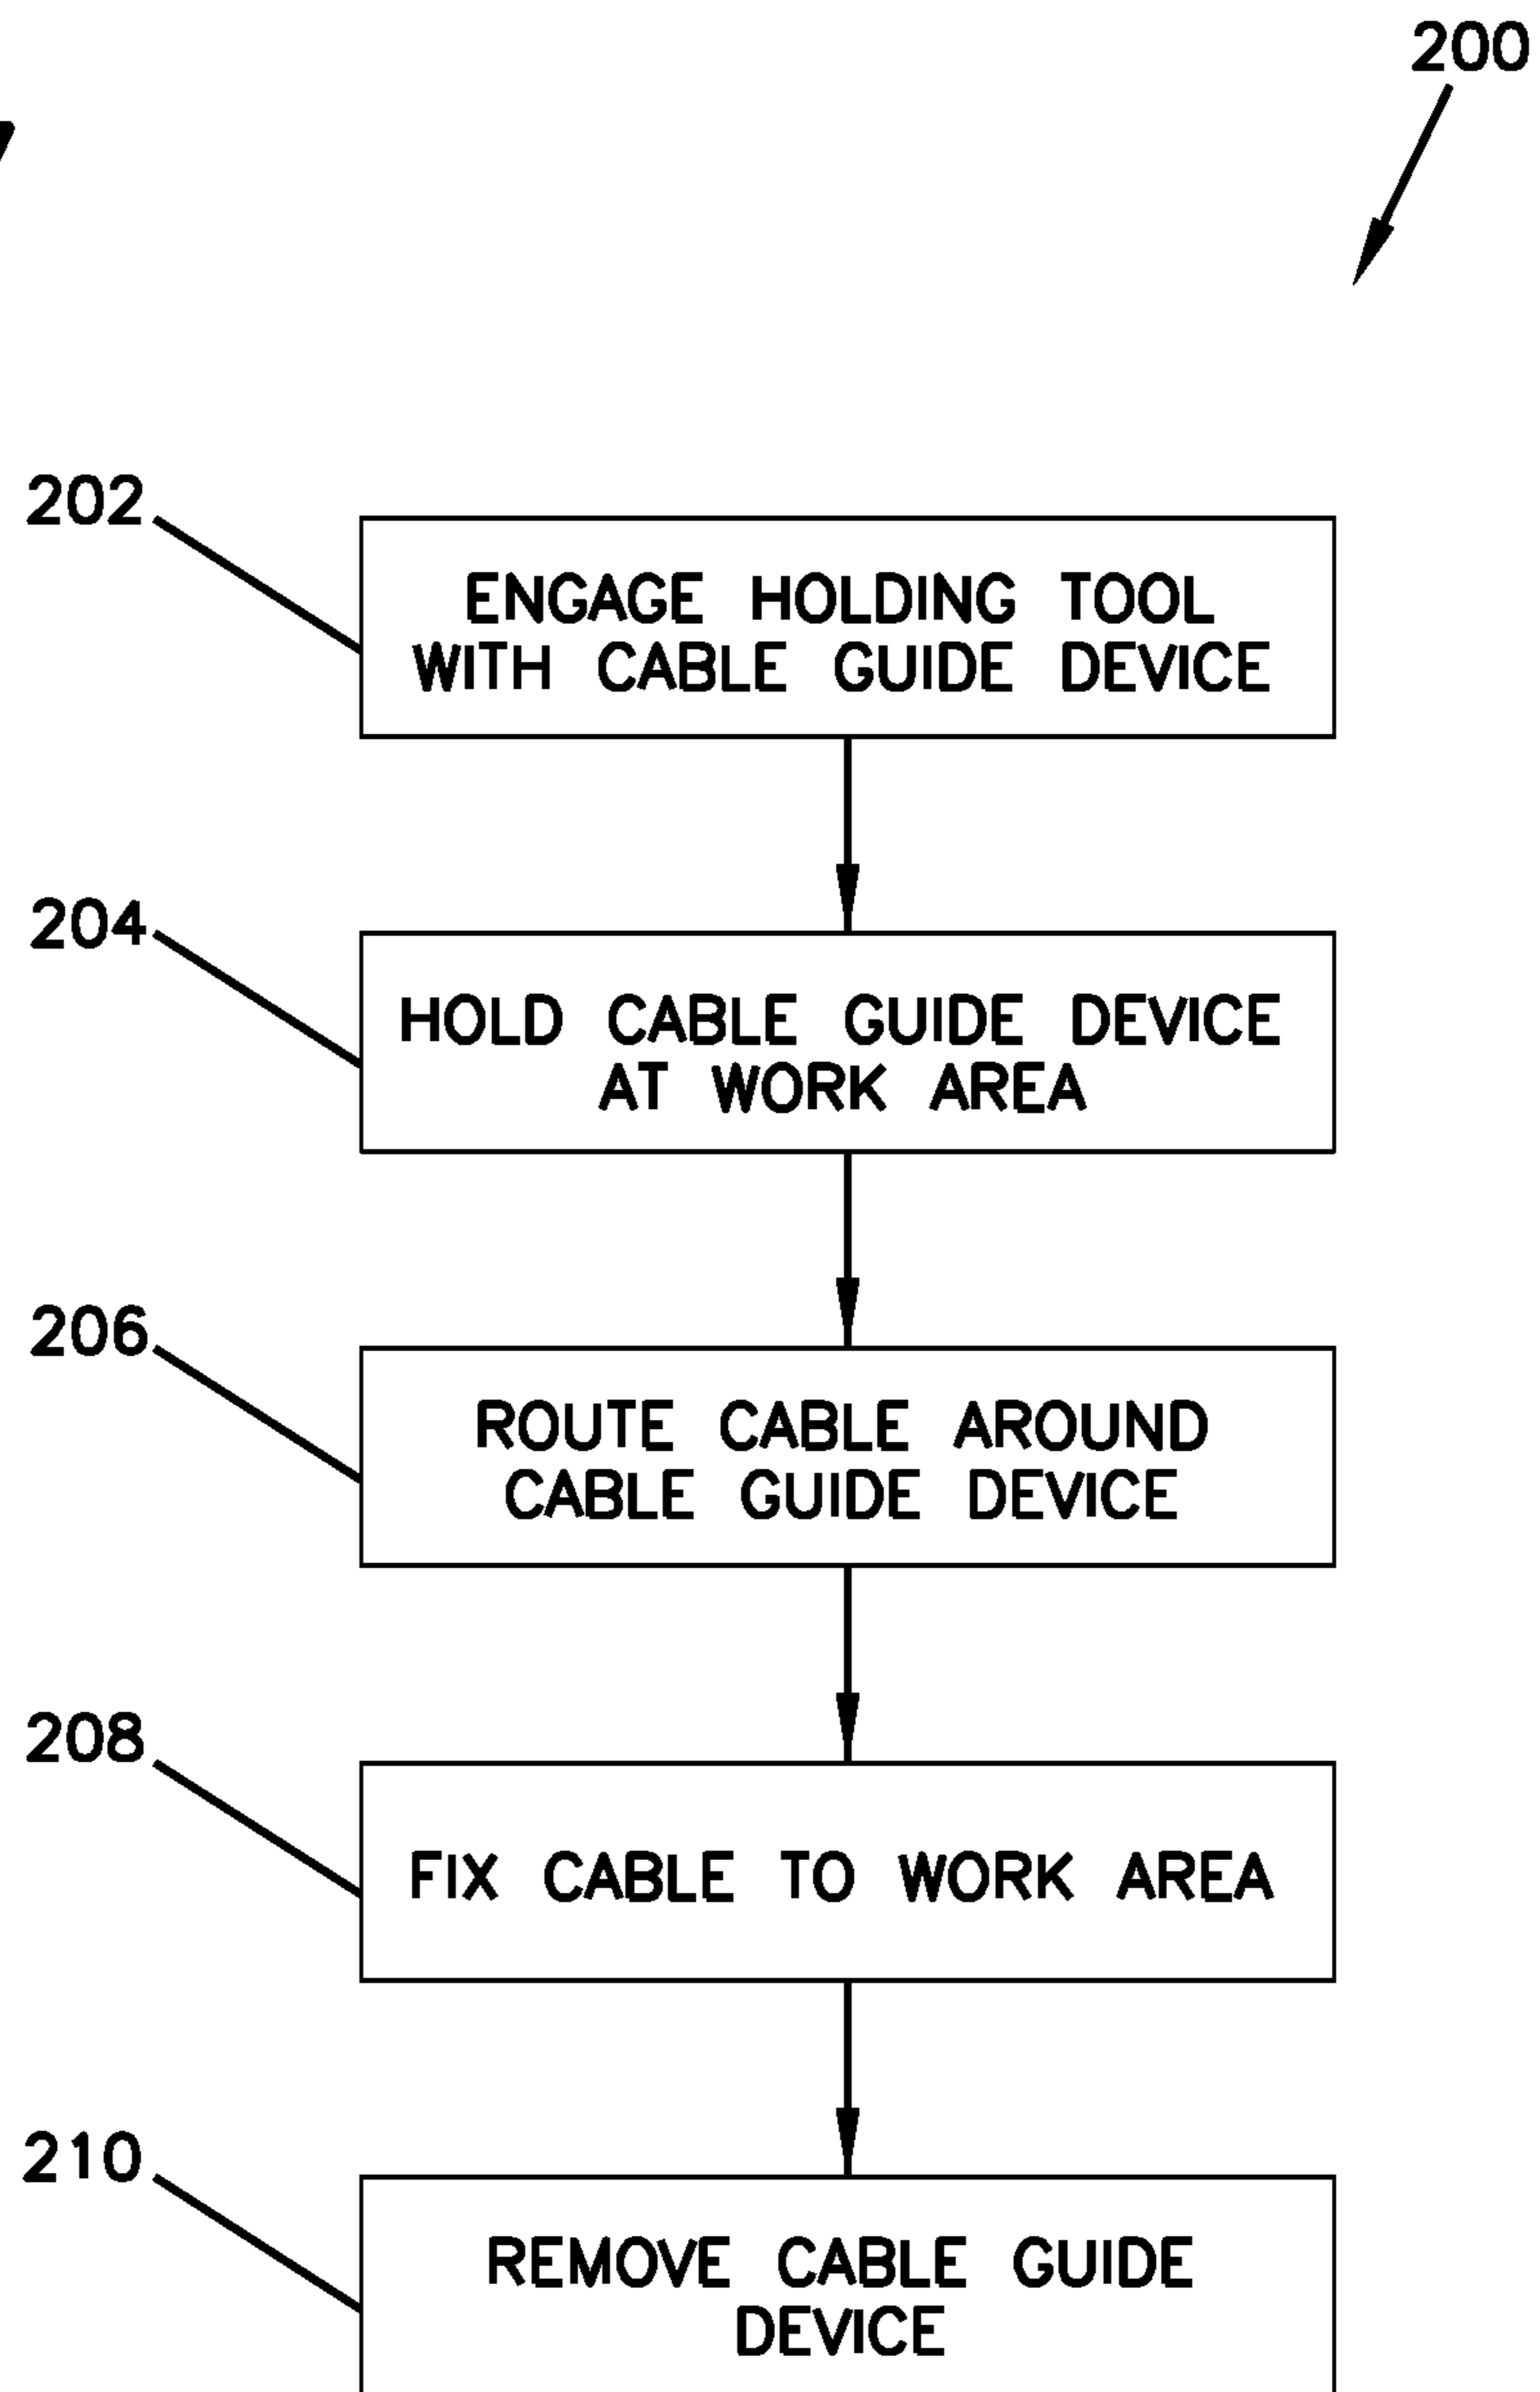 200
202
ENGAGE HOLDING TOOL
WITH CABLE GUIDE DEVICE
204
HOLD CABLE GUIDE DEVICE
AT WORK AREA
206
ROUTE CABLE AROUND
CABLE GUIDE DEVICE
208
FIX CABLE TO WORK AREA
210
REMOVE CABLE GUIDE
DEVICE